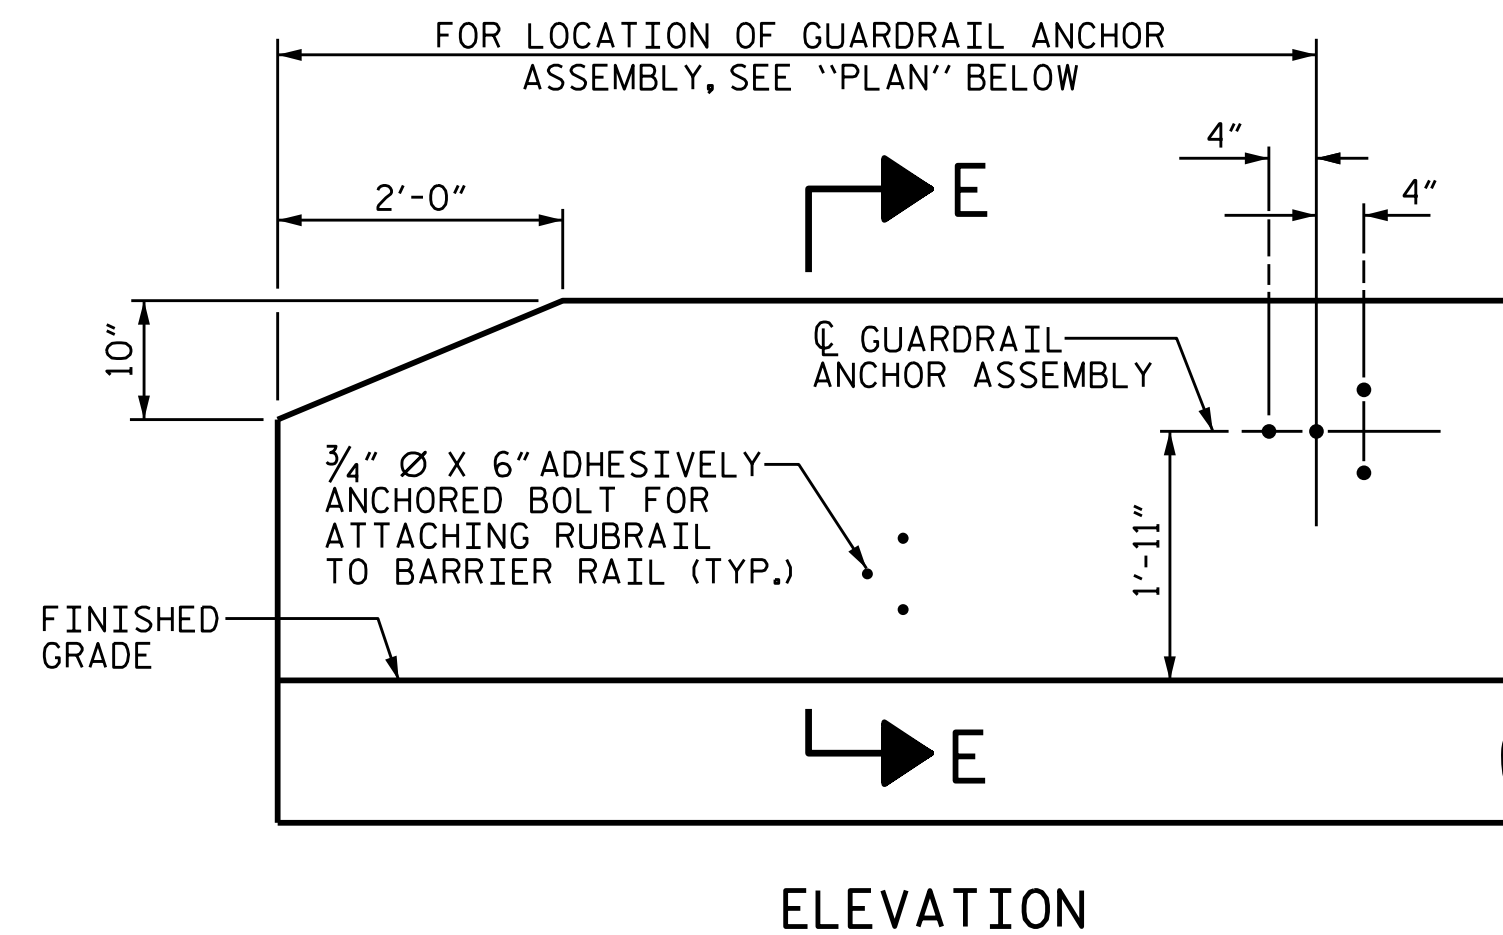 FOR LOCATION OF GUARDRAIL ANCHOR
ASSEMBLY, SEE "PLAN" BELOW
4"
E
4"
2'-0"
10"
℄ GUARDRAIL
ANCHOR ASSEMBLY
3/4" Ø X 6" ADHESIVELY
ANCHORED BOLT FOR
ATTACHING RUBRAIL
TO BARRIER RAIL (TYP.)
1'-11"
FINISHED
GRADE
E
ELEVATION